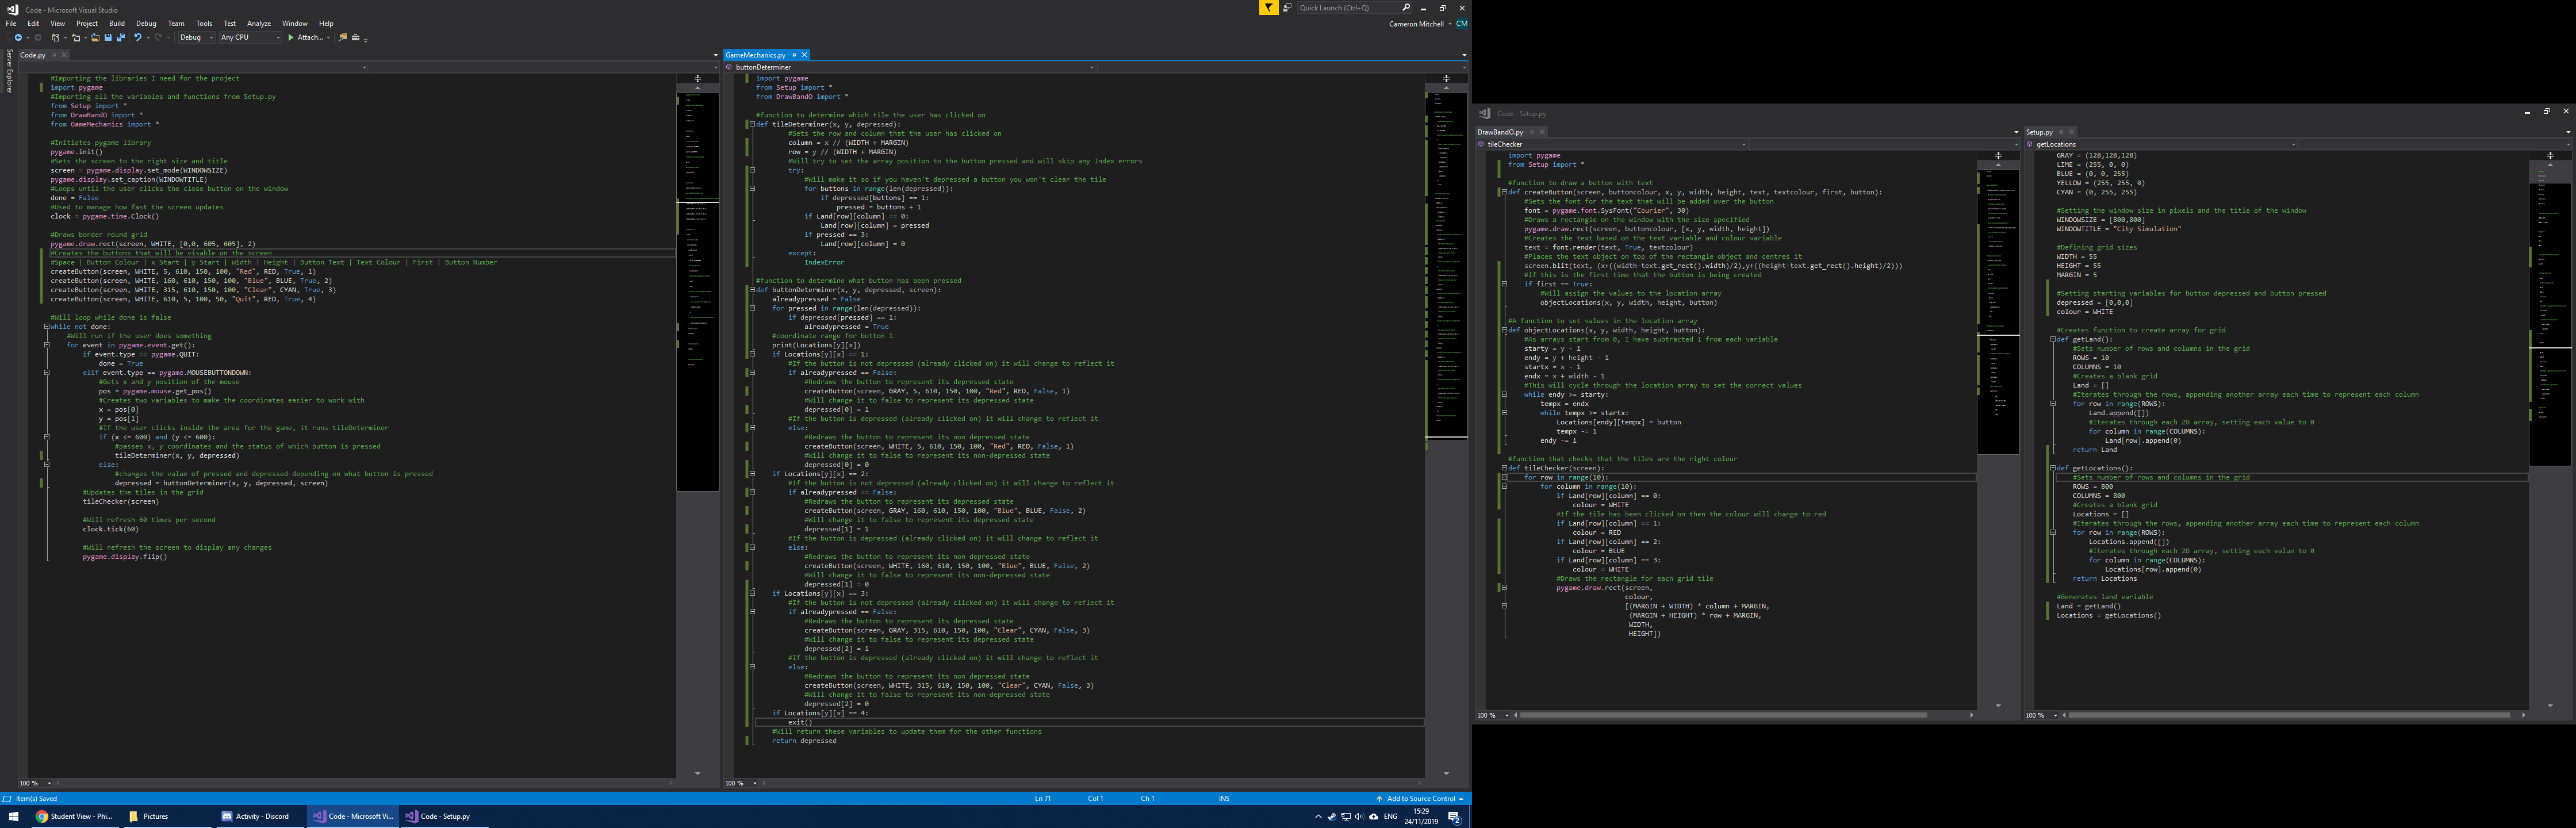 Code - Microsoft Visual Studio
Quick Launch (Ctrl+Q)
File Edit View Project Build Debug Team Tools Test Analyze Window Help
Cameron Mitchell CM
Debug Any CPU Attach...
Server Explorer
Code.py
#Importing the libraries I need for the project
import pygame
#Importing all the variables and functions from Setup.py
from Setup import *
from DrawBandO import *
from GameMechanics import *
#Initiates pygame library
pygame.init()
#Sets the screen to the right size and title
screen = pygame.display.set_mode(WINDOWSIZE)
pygame.display.set_caption(WINDOWTITLE)
#Loops until the user clicks the close button on the window
done = False
#Used to manage how fast the screen updates
clock = pygame.time.Clock()
#Draws border round grid
pygame.draw.rect(screen, WHITE, [0,0, 605, 605], 2)
#Creates the buttons that will be visable on the screen
#Space | Button Colour | x Start | y Start | Width | Height | Button Text | Text Colour | First | Button Number
createButton(screen, WHITE, 5, 610, 150, 100, "Red", RED, True, 1)
createButton(screen, WHITE, 160, 610, 150, 100, "Blue", BLUE, True, 2)
createButton(screen, WHITE, 315, 610, 150, 100, "Clear", CYAN, True, 3)
createButton(screen, WHITE, 610, 5, 100, 50, "Quit", RED, True, 4)
#Will loop while done is false
while not done:
#Will run if the user does something
for event in pygame.event.get():
if event.type == pygame.QUIT:
done = True
elif event.type == pygame.MOUSEBUTTONDOWN:
#Gets x and y position of the mouse
pos = pygame.mouse.get_pos()
#Creates two variables to make the coordinates easier to work with
x = pos[0]
y = pos[1]
#If the user clicks inside the area for the game, it runs tileDeterminer
if (x <= 600) and (y <= 600):
#passes x, y coordinates and the status of which button is pressed
tileDeterminer(x, y, depressed)
else:
#changes the value of pressed and depressed depending on what button is pressed
depressed = buttonDeterminer(x, y, depressed, screen)
#Updates the tiles in the grid
tileChecker(screen)
#Will refresh 60 times per second
clock.tick(60)
#Will refresh the screen to display any changes
pygame.display.flip()
100 %
GameMechanics.py
buttonDeterminer
import pygame
from Setup import *
from DrawBandO import *
#function to determine which tile the user has clicked on
def tileDeterminer(x, y, depressed):
#Sets the row and column that the user has clicked on
column = x // (WIDTH + MARGIN)
row = y // (WIDTH + MARGIN)
#Will try to set the array position to the button pressed and will skip any Index errors
try:
#Will make it so if you haven't depressed a button you won't clear the tile
for buttons in range(len(depressed)):
if depressed[buttons] == 1:
pressed = buttons + 1
if Land[row][column] == 0:
Land[row][column] = pressed
if pressed == 3:
Land[row][column] = 0
except:
IndexError
#function to determine what button has been pressed
def buttonDeterminer(x, y, depressed, screen):
alreadypressed = False
for pressed in range(len(depressed)):
if depressed[pressed] == 1:
alreadypressed = True
#coordinate range for button 1
print(Locations[y][x])
if Locations[y][x] == 1:
#If the button is not depressed (already clicked on) it will change to reflect it
if alreadypressed == False:
#Redraws the button to represent its depressed state
createButton(screen, GRAY, 5, 610, 150, 100, "Red", RED, False, 1)
#Will change it to false to represent its depressed state
depressed[0] = 1
#If the button is depressed (already clicked on) it will change to reflect it
else:
#Redraws the button to represent its non depressed state
createButton(screen, WHITE, 5, 610, 150, 100, "Red", RED, False, 1)
#Will change it to false to represent its non-depressed state
depressed[0] = 0
if Locations[y][x] == 2:
#If the button is not depressed (already clicked on) it will change to reflect it
if alreadypressed == False:
#Redraws the button to represent its depressed state
createButton(screen, GRAY, 160, 610, 150, 100, "Blue", BLUE, False, 2)
#Will change it to false to represent its depressed state
depressed[1] = 1
#If the button is depressed (already clicked on) it will change to reflect it
else:
#Redraws the button to represent its non depressed state
createButton(screen, WHITE, 160, 610, 150, 100, "Blue", BLUE, False, 2)
#Will change it to false to represent its non-depressed state
depressed[1] = 0
if Locations[y][x] == 3:
#If the button is not depressed (already clicked on) it will change to reflect it
if alreadypressed == False:
#Redraws the button to represent its depressed state
createButton(screen, GRAY, 315, 610, 150, 100, "Clear", CYAN, False, 3)
#Will change it to false to represent its depressed state
depressed[2] = 1
#If the button is depressed (already clicked on) it will change to reflect it
else:
#Redraws the button to represent its non depressed state
createButton(screen, WHITE, 315, 610, 150, 100, "Clear", CYAN, False, 3)
#Will change it to false to represent its non-depressed state
depressed[2] = 0
if Locations[y][x] == 4:
exit()
#Will return these variables to update them for the other functions
return depressed
100 %
Item(s) Saved Ln 71 Col 1 Ch 1 INS Add to Source Control
Student View - Phi... Pictures Activity - Discord Code - Microsoft Vi... Code - Setup.py
ENG 15:29
24/11/2019
2
Code - Setup.py
DrawBandO.py
tileChecker
import pygame
from Setup import *
#function to draw a button with text
def createButton(screen, buttoncolour, x, y, width, height, text, textcolour, first, button):
#Sets the font for the text that will be added over the button
font = pygame.font.SysFont("Courier", 30)
#Draws a rectangle on the window with the size specified
pygame.draw.rect(screen, buttoncolour, [x, y, width, height])
#Creates the text based on the text variable and colour variable
text = font.render(text, True, textcolour)
#Places the text object on top of the rectangle object and centres it
screen.blit(text, (x+((width-text.get_rect().width)/2),y+((height-text.get_rect().height)/2)))
#If this is the first time that the button is being created
if first == True:
#Will assign the values to the location array
objectLocations(x, y, width, height, button)
#A function to set values in the location array
def objectLocations(x, y, width, height, button):
#As arrays start from 0, I have subtracted 1 from each variable
starty = y - 1
endy = y + height - 1
startx = x - 1
endx = x + width - 1
#This will cycle through the location array to set the correct values
while endy >= starty:
tempx = endx
while tempx >= startx:
Locations[endy][tempx] = button
tempx -= 1
endy -= 1
#function that checks that the tiles are the right colour
def tileChecker(screen):
for row in range(10):
for column in range(10):
if Land[row][column] == 0:
colour = WHITE
#If the tile has been clicked on then the colour will change to red
if Land[row][column] == 1:
colour = RED
if Land[row][column] == 2:
colour = BLUE
if Land[row][column] == 3:
colour = WHITE
#Draws the rectangle for each grid tile
pygame.draw.rect(screen,
colour,
[(MARGIN + WIDTH) * column + MARGIN,
(MARGIN + HEIGHT) * row + MARGIN,
WIDTH,
HEIGHT])
100 %
Setup.py
getLocations
GRAY = (128,128,128)
LIME = (255, 0, 0)
BLUE = (0, 0, 255)
YELLOW = (255, 255, 0)
CYAN = (0, 255, 255)
#Setting the window size in pixels and the title of the window
WINDOWSIZE = [800,800]
WINDOWTITLE = "City Simulation"
#Defining grid sizes
WIDTH = 55
HEIGHT = 55
MARGIN = 5
#Setting starting variables for button depressed and button pressed
depressed = [0,0,0]
colour = WHITE
#Creates function to create array for grid
def getLand():
#Sets number of rows and columns in the grid
ROWS = 10
COLUMNS = 10
#Creates a blank grid
Land = []
#Iterates through the rows, appending another array each time to represent each column
for row in range(ROWS):
Land.append([])
#Iterates through each 2D array, setting each value to 0
for column in range(COLUMNS):
Land[row].append(0)
return Land
def getLocations():
#Sets number of rows and columns in the grid
ROWS = 800
COLUMNS = 800
#Creates a blank grid
Locations = []
#Iterates through the rows, appending another array each time to represent each column
for row in range(ROWS):
Locations.append([])
#Iterates through each 2D array, setting each value to 0
for column in range(COLUMNS):
Locations[row].append(0)
return Locations
#Generates land variable
Land = getLand()
Locations = getLocations()
100 %